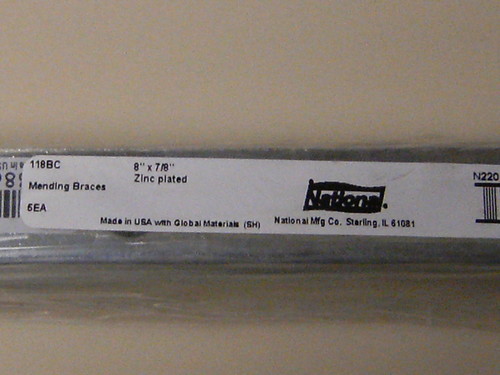 118BC
8" x 7/8"
Zinc plated
Mending Braces
5EA
Made in USA with Global Materials (SH)
National
National Mfg Co. Sterling, IL 61081
N220